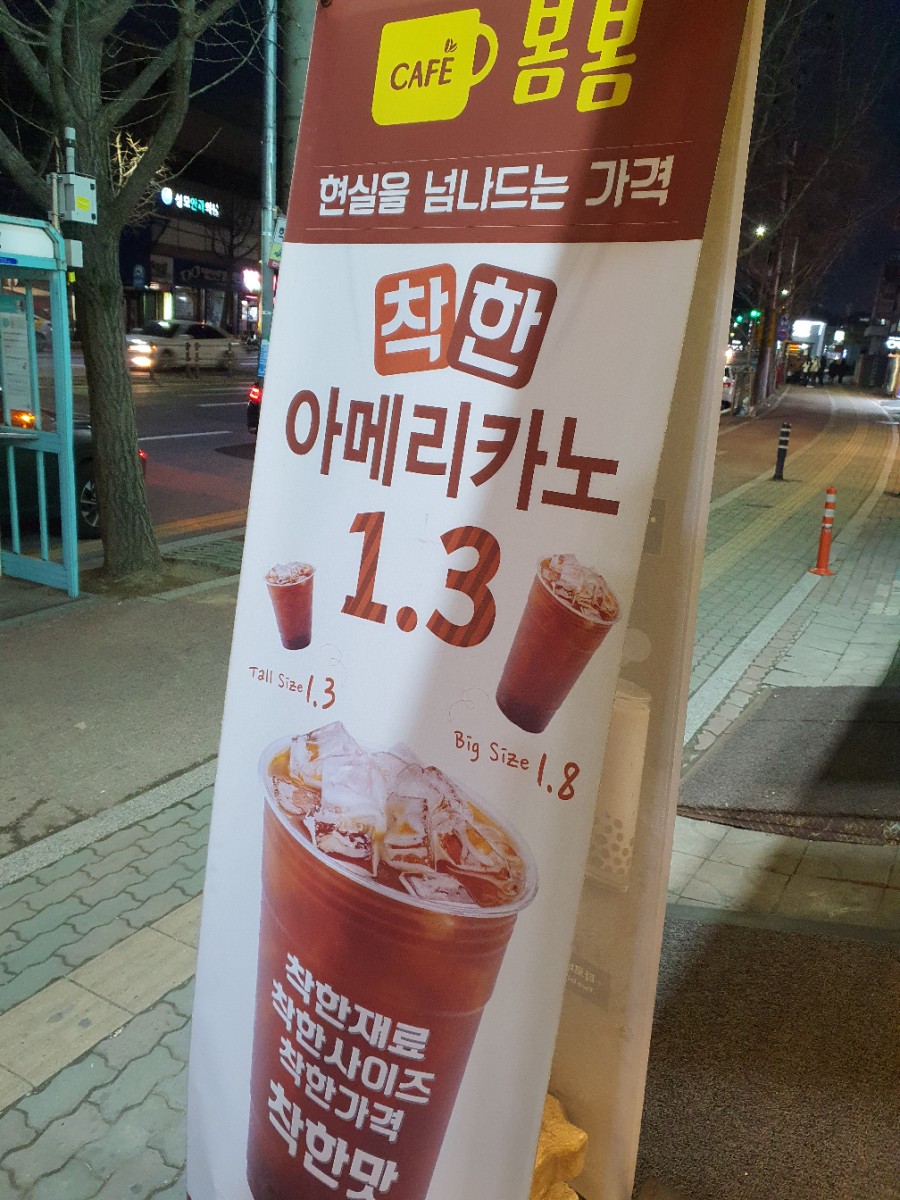 CAFE 봄봄
현실을 넘나드는 가격
착한
아메리카노
1.3
Tall Size 1.3
Big Size 1.8
착한재료
착한사이즈
착한가격
착한맛